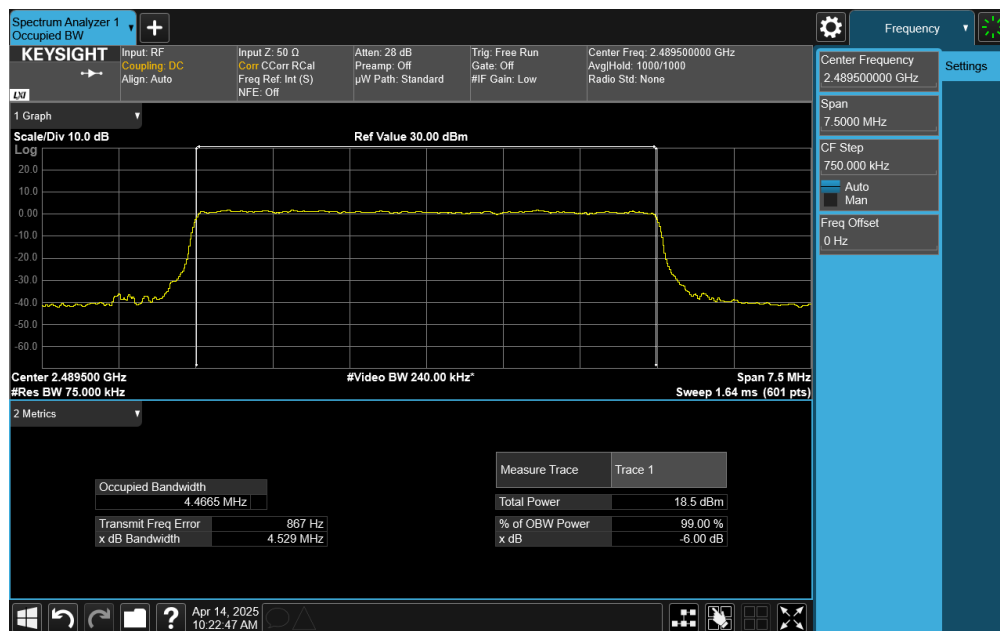 Spectrum Analyzer 1
Occupied BW
▼
+
Frequency ▼
KEYSIGHT
LXI
Input: RF
Coupling: DC
Align: Auto
Input Z: 50 Ω
Corr CCorr RCal
Freq Ref: Int (S)
NFE: Off
Atten: 28 dB
Preamp: Off
µW Path: Standard
Trig: Free Run
Gate: Off
#IF Gain: Low
Center Freq: 2.489500000 GHz
Avg|Hold: 1000/1000
Radio Std: None
Center Frequency
2.489500000 GHz
Settings
Span
7.5000 MHz
CF Step
750.000 kHz
Auto
Man
Freq Offset
0 Hz
1 Graph ▼
Scale/Div 10.0 dB
Ref Value 30.00 dBm
Log
20.0
10.0
0.00
-10.0
-20.0
-30.0
-40.0
-50.0
-60.0
Center 2.489500 GHz
#Video BW 240.00 kHz*
Span 7.5 MHz
#Res BW 75.000 kHz
Sweep 1.64 ms (601 pts)
2 Metrics ▼
Measure Trace Trace 1
Occupied Bandwidth
4.4665 MHz
Total Power 18.5 dBm
Transmit Freq Error 867 Hz
% of OBW Power 99.00 %
x dB Bandwidth 4.529 MHz
x dB -6.00 dB
?
Apr 14, 2025
10:22:47 AM